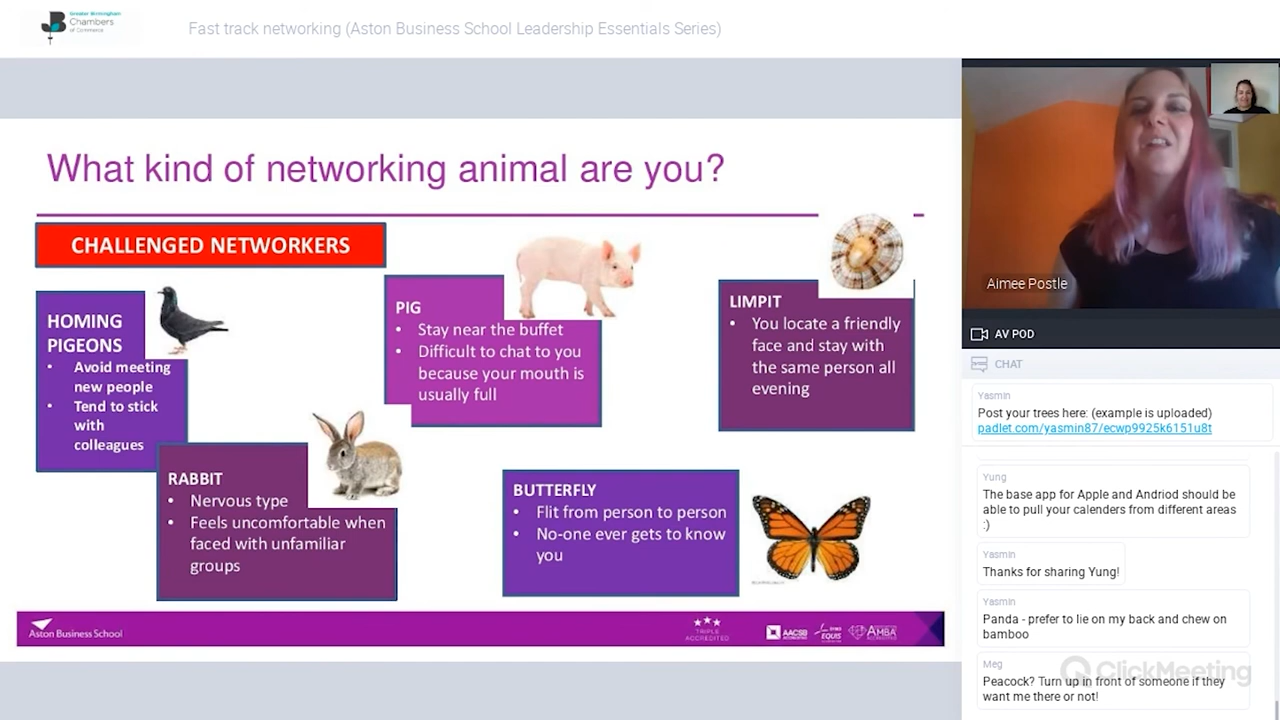 Greater Birmingham
Chambers
of Commerce
Fast track networking (Aston Business School Leadership Essentials Series)
What kind of networking animal are you?
CHALLENGED NETWORKERS
HOMING
PIGEONS
• Avoid meeting
new people
• Tend to stick
with
colleagues
PIG
• Stay near the buffet
• Difficult to chat to you
because your mouth is
usually full
LIMPIT
• You locate a friendly
face and stay with
the same person all
evening
RABBIT
• Nervous type
• Feels uncomfortable when
faced with unfamiliar
groups
BUTTERFLY
• Flit from person to person
• No-one ever gets to know
you
Aston Business School
TRIPLE
ACCREDITED
AACSB
ACCREDITED
EQUIS
AMBA
Aimee Postle
AV POD
CHAT
Yasmin
Post your trees here: (example is uploaded)
padlet.com/yasmin87/ecwp9925k6151u8t
Yung
The base app for Apple and Andriod should be
able to pull your calenders from different areas
:)
Yasmin
Thanks for sharing Yung!
Yasmin
Panda - prefer to lie on my back and chew on
bamboo
Meg
Peacock? Turn up in front of someone if they
want me there or not!
ClickMeeting